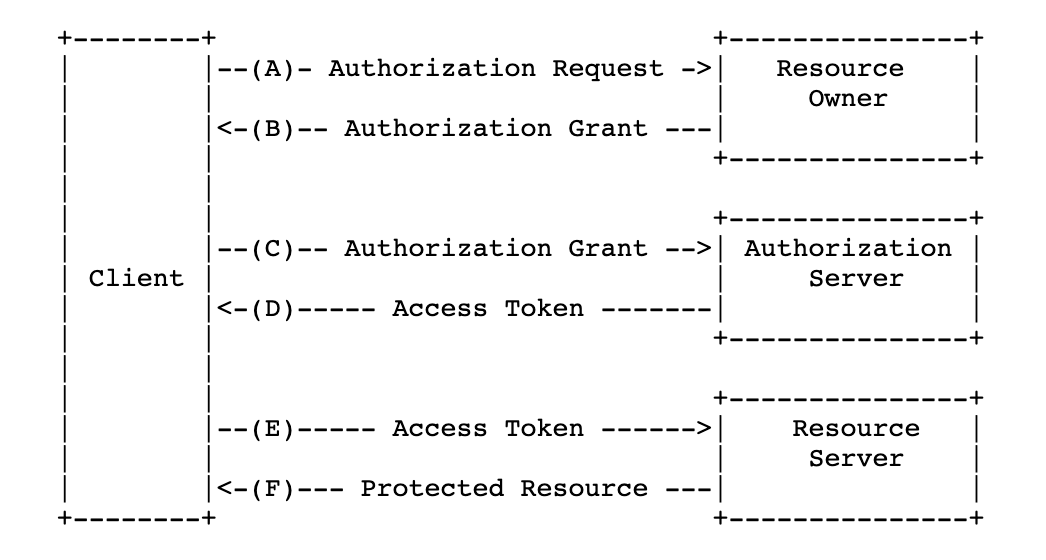 +--------+                               +---------------+
|        |--(A)- Authorization Request ->|   Resource    |
|        |                               |     Owner     |
|        |<-(B)-- Authorization Grant ---|               |
|        |                               +---------------+
|        |
|        |                               +---------------+
|        |--(C)-- Authorization Grant -->| Authorization |
| Client |                               |     Server    |
|        |<-(D)----- Access Token -------|               |
|        |                               +---------------+
|        |
|        |                               +---------------+
|        |--(E)----- Access Token ------>|    Resource   |
|        |                               |     Server    |
|        |<-(F)--- Protected Resource ---|               |
+--------+                               +---------------+